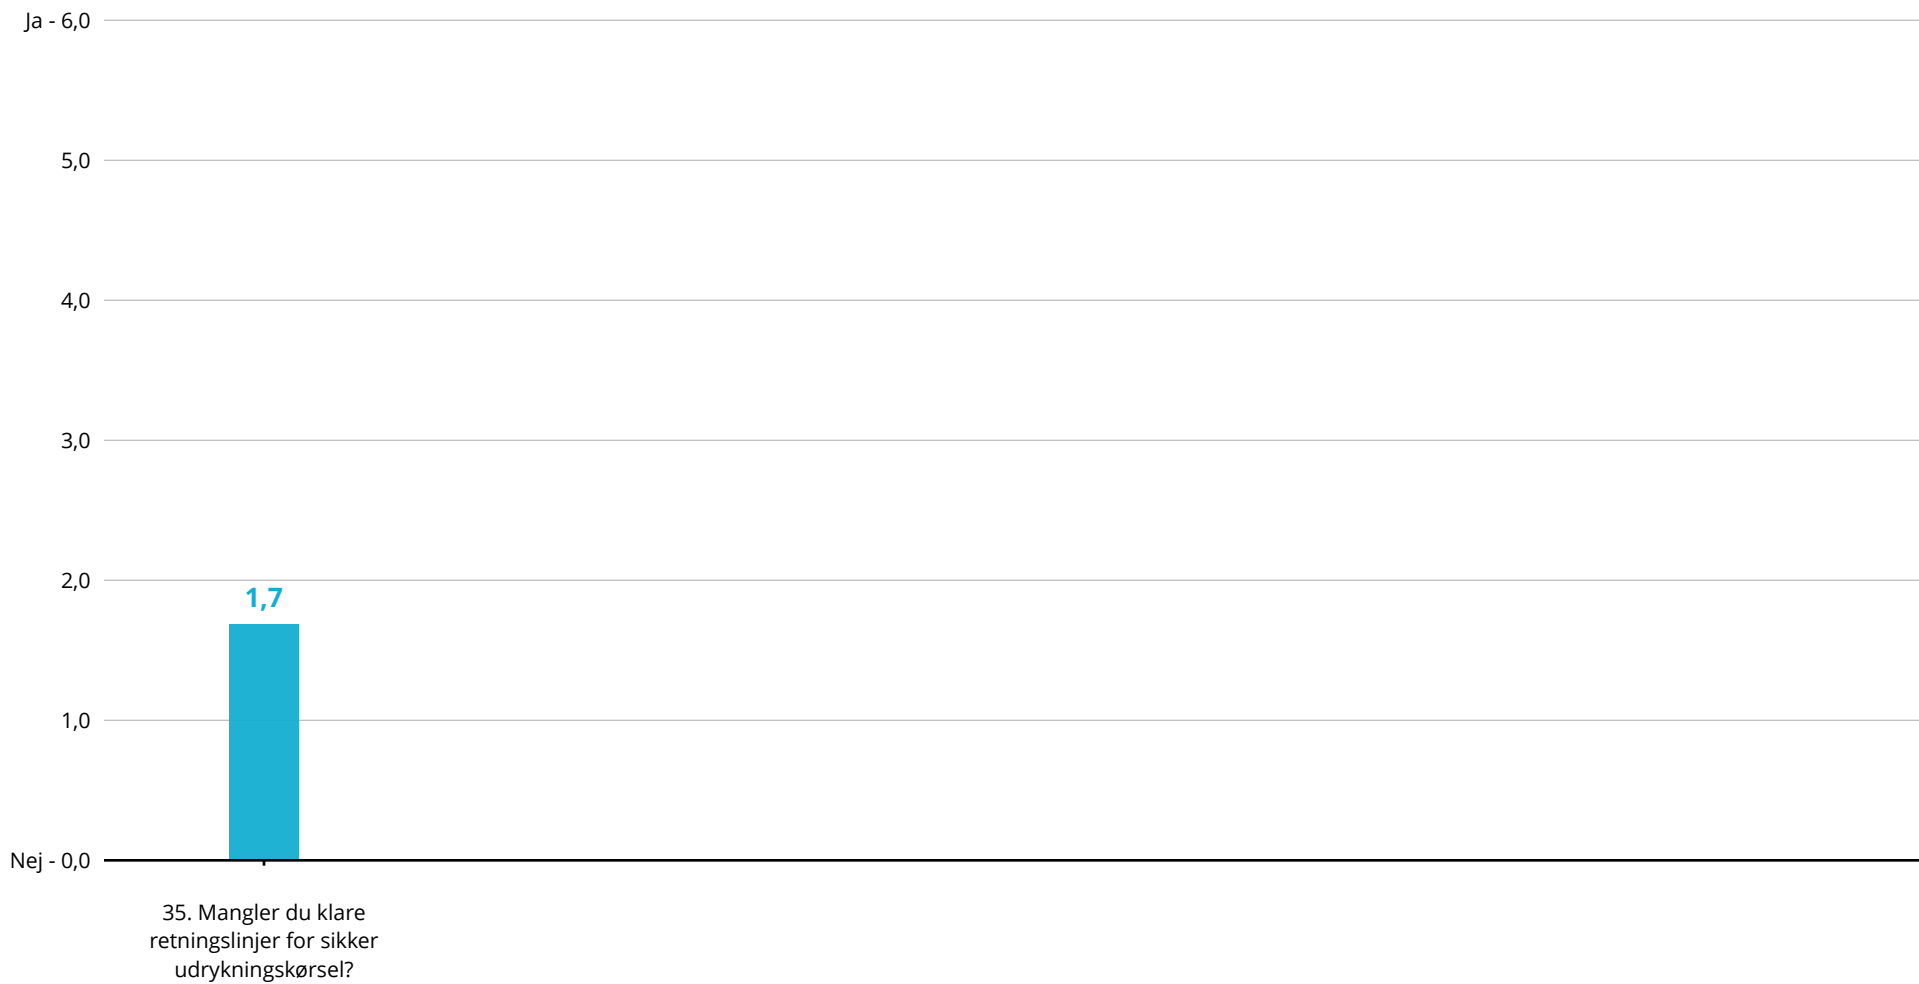 Ja - 6,0
5,0
4,0
3,0
2,0
1,7
1,0
Nej - 0,0
35. Mangler du klare
retningslinjer for sikker
udrykningskørsel?